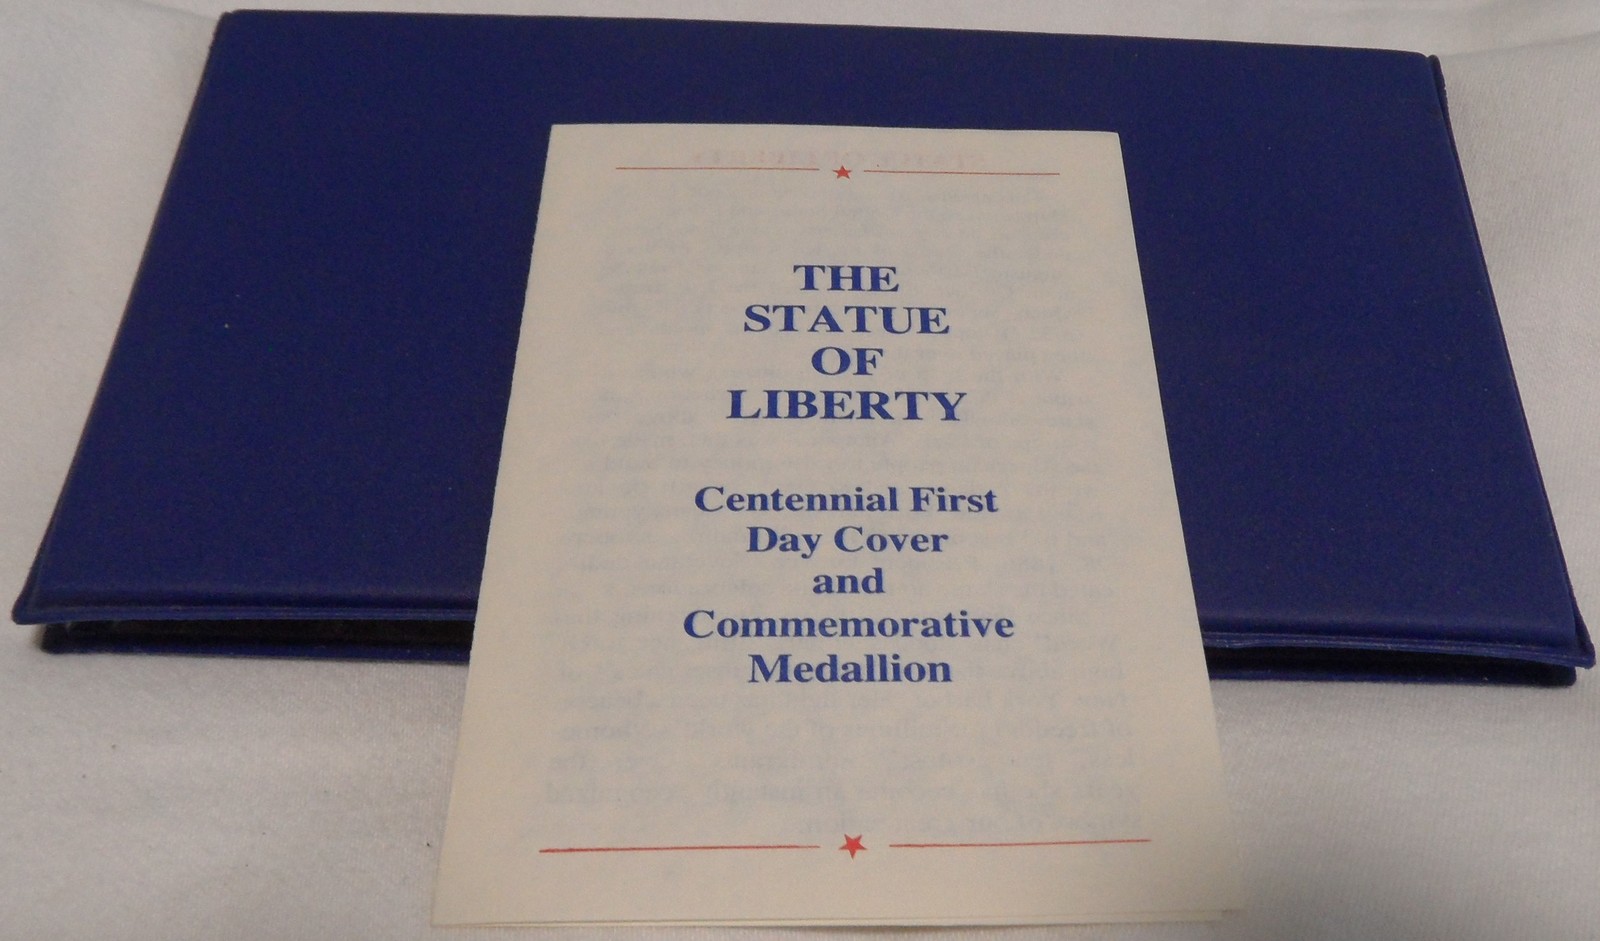 THE
STATUE
OF
LIBERTY
Centennial First
Day Cover
and
Commemorative
Medallion